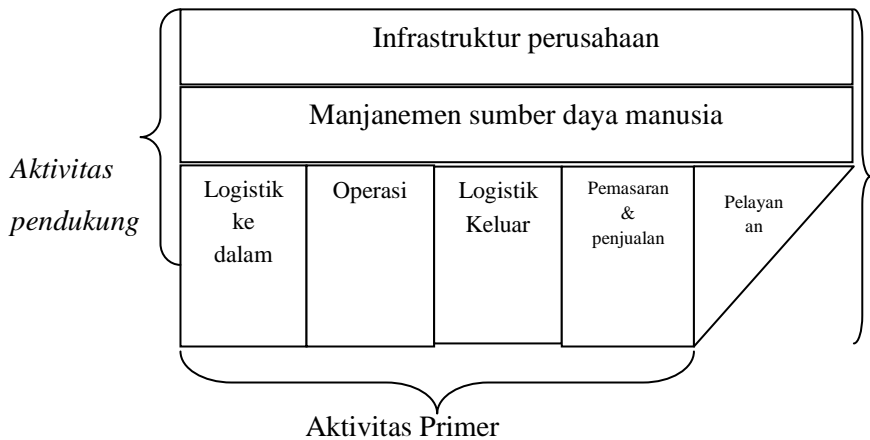 Infrastruktur perusahaan
Manjanemen sumber daya manusia
Aktivitas
pendukung
Logistik
ke
dalam
Operasi
Logistik
Keluar
Pemasaran
&
penjualan
Pelayan
an
Aktivitas Primer